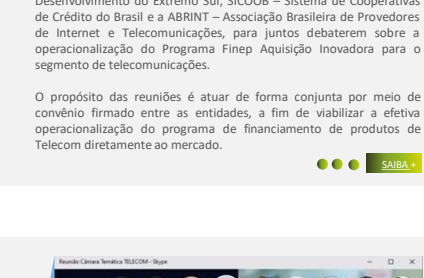 Desenvolvimento do Extremo Sul, SICOOB – Sistema de Cooperativas
de Crédito do Brasil e a ABRINT – Associação Brasileira de Provedores
de Internet e Telecomunicações, para juntos debaterem sobre a
operacionalização do Programa Finep Aquisição Inovadora para o
segmento de telecomunicações.
O propósito das reuniões é atuar de forma conjunta por meio de
convênio firmado entre as entidades, a fim de viabilizar a efetiva
operacionalização do programa de financiamento de produtos de
Telecom diretamente ao mercado.
SAIBA +
Reunião Câmara Temática TELECOM - Skype